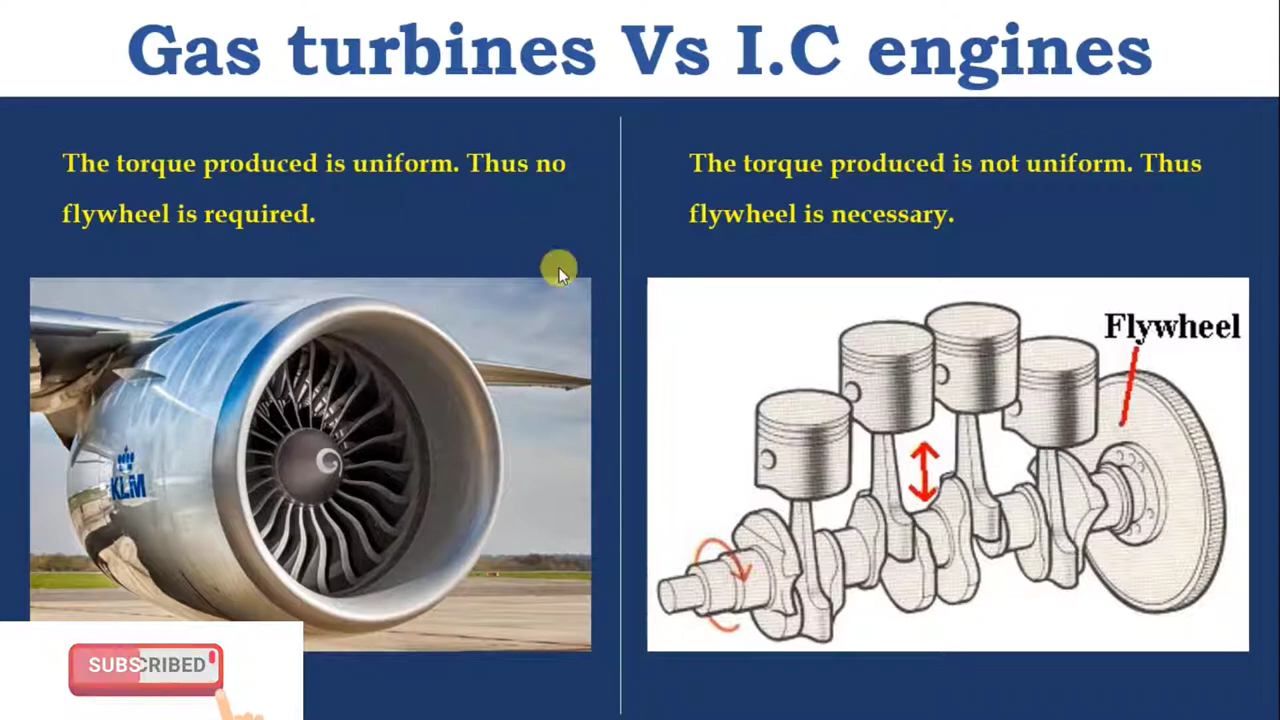 Gas turbines Vs I.C engines
The torque produced is uniform. Thus no
flywheel is required.
The torque produced is not uniform. Thus
flywheel is necessary.
Flywheel
KLM
SUBSCRIBED